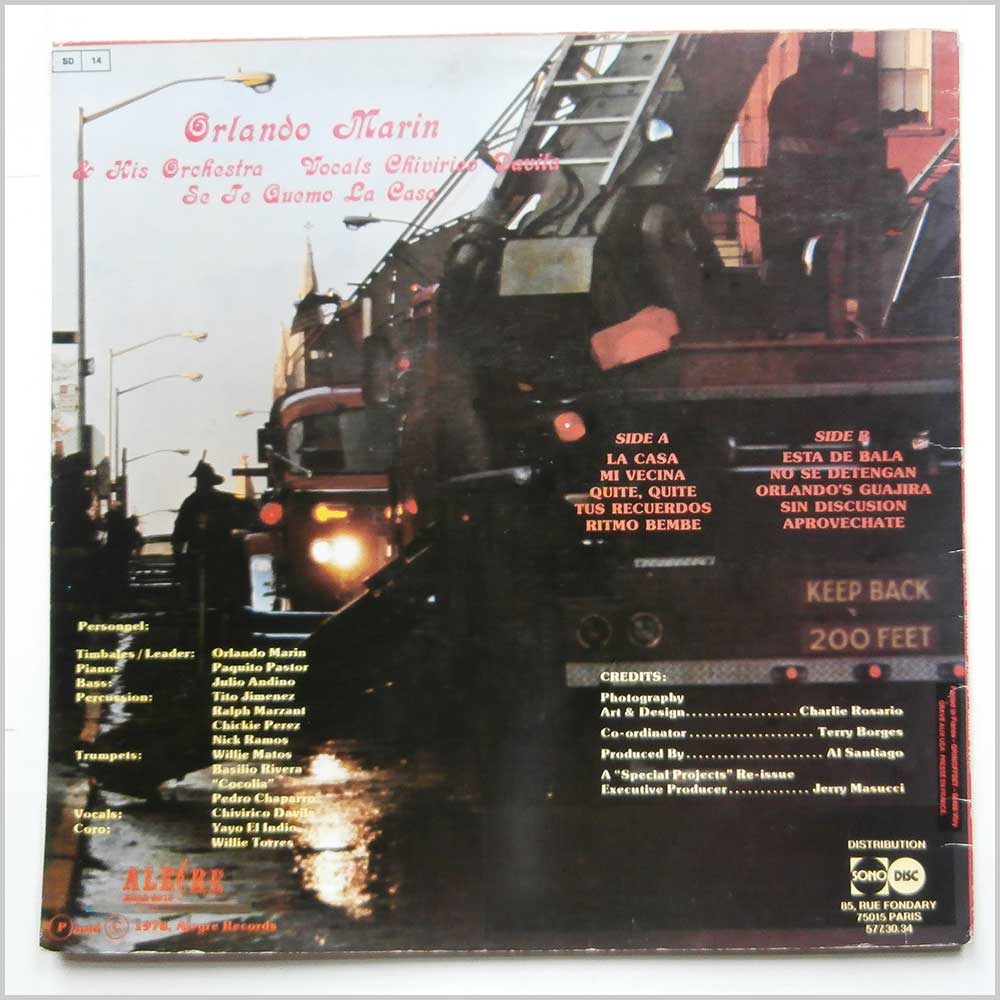 SD 14
Orlando Marin
& His Orchestra Vocals Chivirico Davila
Se Te Quemo La Casa
SIDE A
LA CASA
MI VECINA
QUITE, QUITE
TUS RECUERDOS
RITMO BEMBE
SIDE B
ESTA DE BALA
NO SE DETENGAN
ORLANDO'S GUAJIRA
SIN DISCUSION
APROVECHATE
KEEP BACK
200 FEET
Personnel:
Timbales/Leader: Orlando Marin
Piano: Paquito Pastor
Bass: Julio Andino
Percussion: Tito Jimenez
Ralph Marzant
Chickie Perez
Nick Ramos
Trumpets: Willie Matos
Basilio Rivera
"Cocolia"
Pedro Chaparro
Vocals: Chivirico Davila
Coro: Yayo El Indio
Willie Torres
CREDITS:
Photography
Art & Design.................Charlie Rosario
Co-ordinator..................Terry Borges
Produced By....................Al Santiago
A "Special Projects" Re-issue
Executive Producer............Jerry Masucci
ALEGRE
P and C 1978, Alegre Records
DISTRIBUTION
SONO DISC
85, RUE FONDARY
75015 PARIS
577.30.34